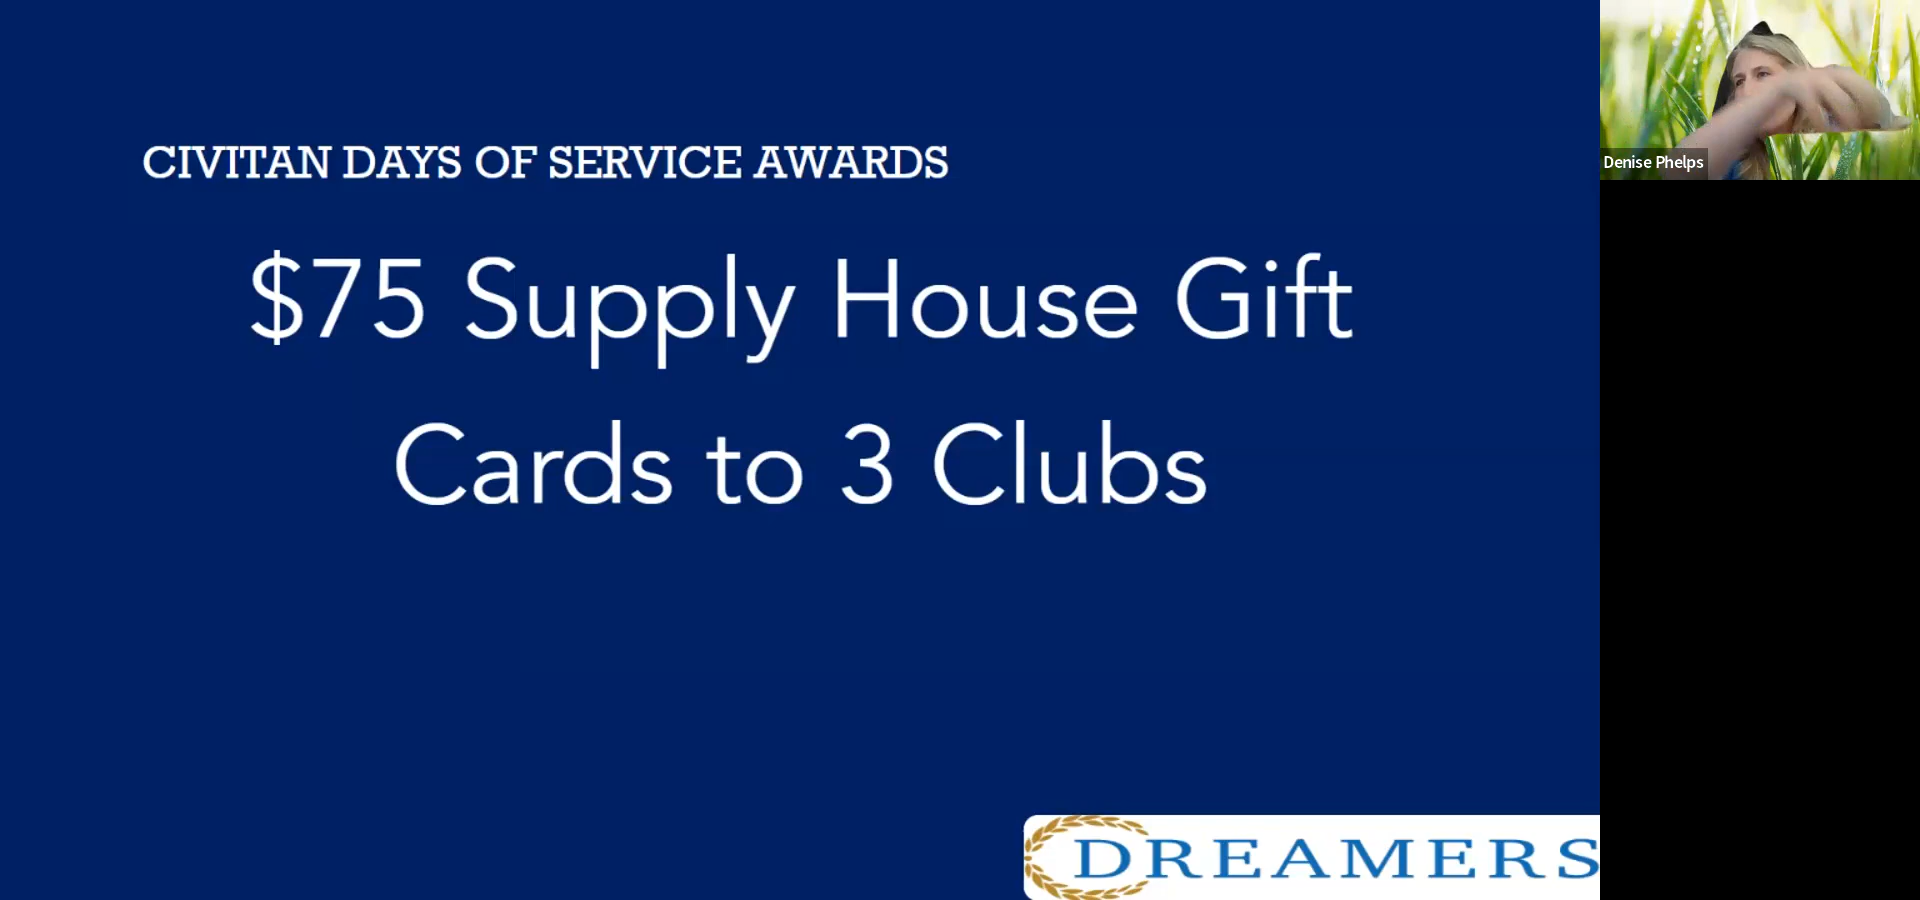 CIVITAN DAYS OF SERVICE AWARDS
$75 Supply House Gift
Cards to 3 Clubs
DREAMERS
Denise Phelps